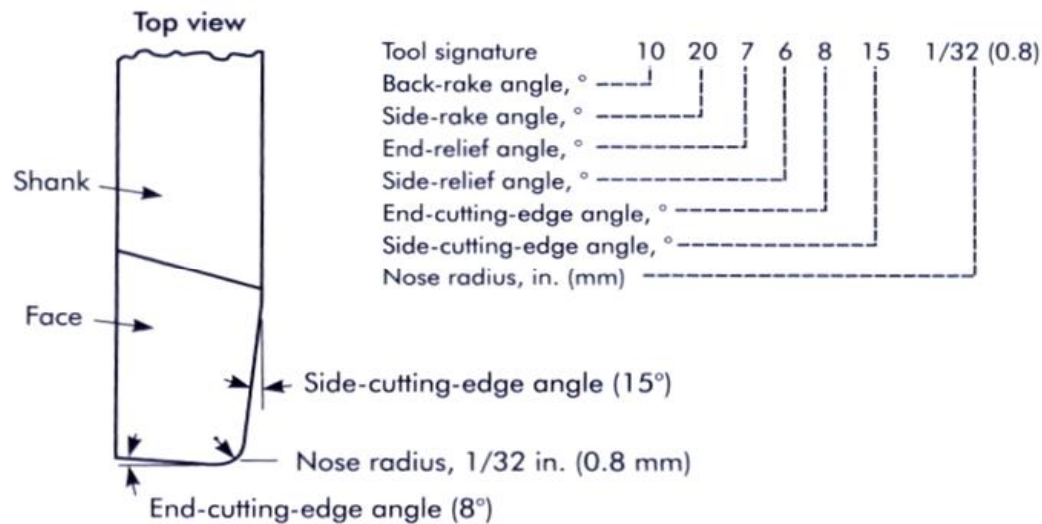 Top view
Tool signature 10 20 7 6 8 15 1/32 (0.8)
Back-rake angle, °
Side-rake angle, °
End-relief angle, °
Side-relief angle, °
End-cutting-edge angle, °
Side-cutting-edge angle, °
Nose radius, in. (mm)
Shank
Face
Side-cutting-edge angle (15°)
Nose radius, 1/32 in. (0.8 mm)
End-cutting-edge angle (8°)